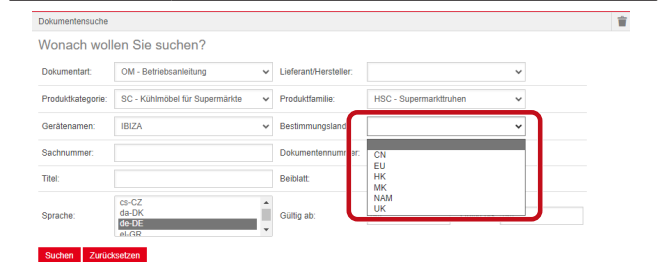 Dokumentensuche
Wonach wollen Sie suchen?
Dokumentart: OM - Betriebsanleitung Lieferant/Hersteller:
Produktkategorie: SC - Kühlmöbel für Supermärkte Produktfamilie: HSC - Supermarkttruhen
Gerätenamen: IBIZA Bestimmungsland
Sachnummer: Dokumentennummer:
CN
EU
Titel: Beiblatt:
HK
MK
NAM
UK
Sprache: Gültig ab:
cs-CZ
da-DK
de-DE
el-GR
Suchen Zurücksetzen